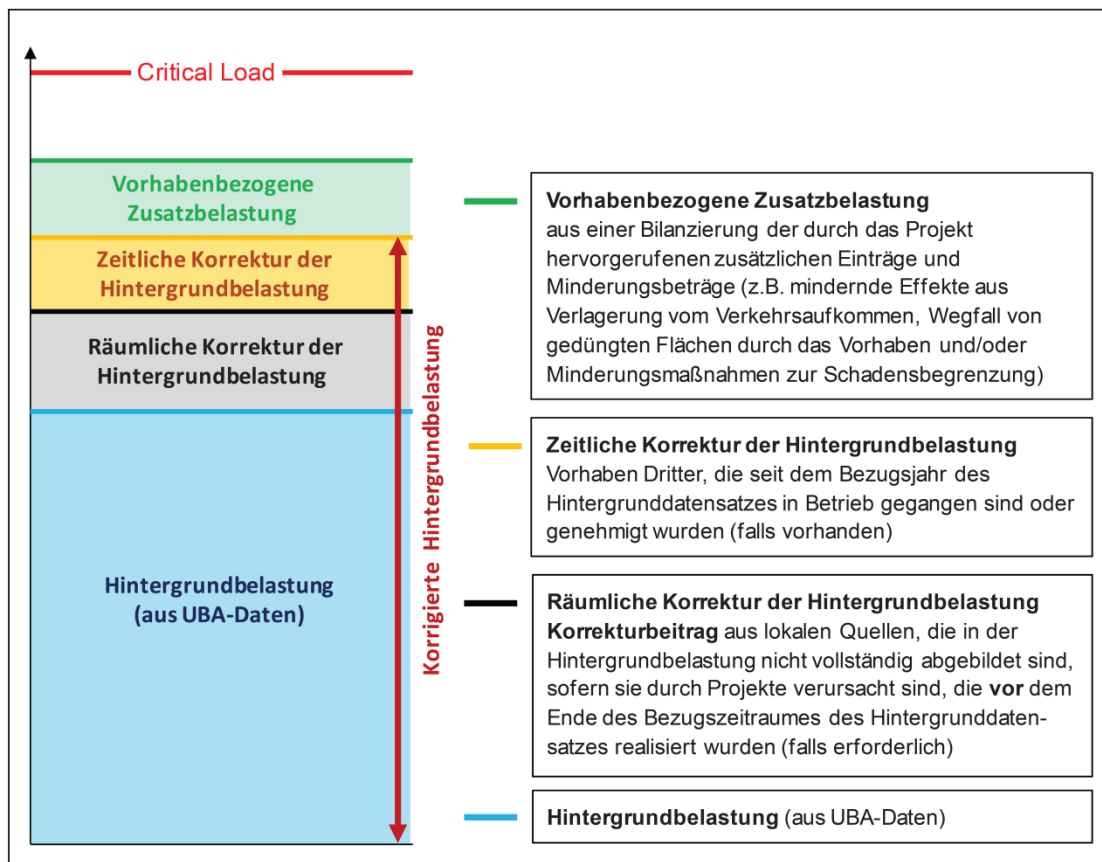 Critical Load
Vorhabenbezogene
Zusatzbelastung
Zeitliche Korrektur der
Hintergrundbelastung
Räumliche Korrektur der
Hintergrundbelastung
Hintergrundbelastung
(aus UBA-Daten)
Korrigierte Hintergrundbelastung
Vorhabenbezogene Zusatzbelastung
aus einer Bilanzierung der durch das Projekt
hervorgerufenen zusätzlichen Einträge und
Minderungsbeträge (z.B. mindernde Effekte aus
Verlagerung vom Verkehrsaufkommen, Wegfall von
gedüngten Flächen durch das Vorhaben und/oder
Minderungsmaßnahmen zur Schadensbegrenzung)
Zeitliche Korrektur der Hintergrundbelastung
Vorhaben Dritter, die seit dem Bezugsjahr des
Hintergrunddatensatzes in Betrieb gegangen sind oder
genehmigt wurden (falls vorhanden)
Räumliche Korrektur der Hintergrundbelastung
Korrekturbeitrag aus lokalen Quellen, die in der
Hintergrundbelastung nicht vollständig abgebildet sind,
sofern sie durch Projekte verursacht sind, die vor dem
Ende des Bezugszeitraumes des Hintergrunddaten-
satzes realisiert wurden (falls erforderlich)
Hintergrundbelastung (aus UBA-Daten)